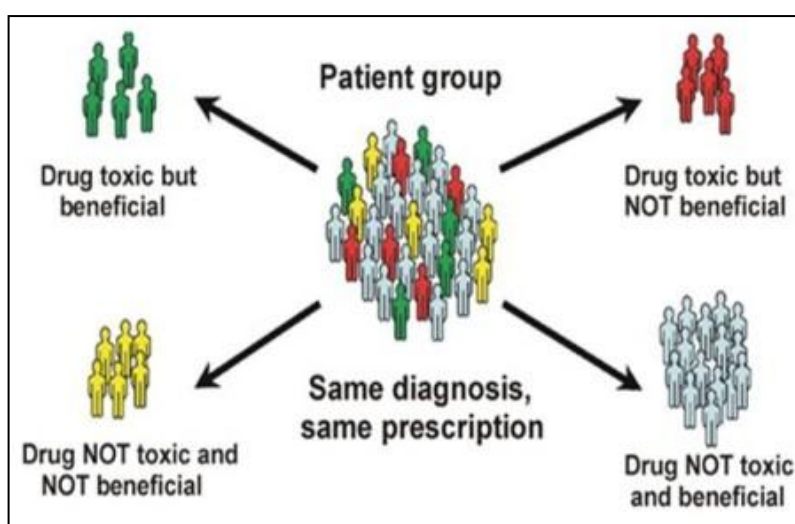 Patient group
Drug toxic but
beneficial
Drug toxic but
NOT beneficial
Same diagnosis,
same prescription
Drug NOT toxic and
NOT beneficial
Drug NOT toxic
and beneficial